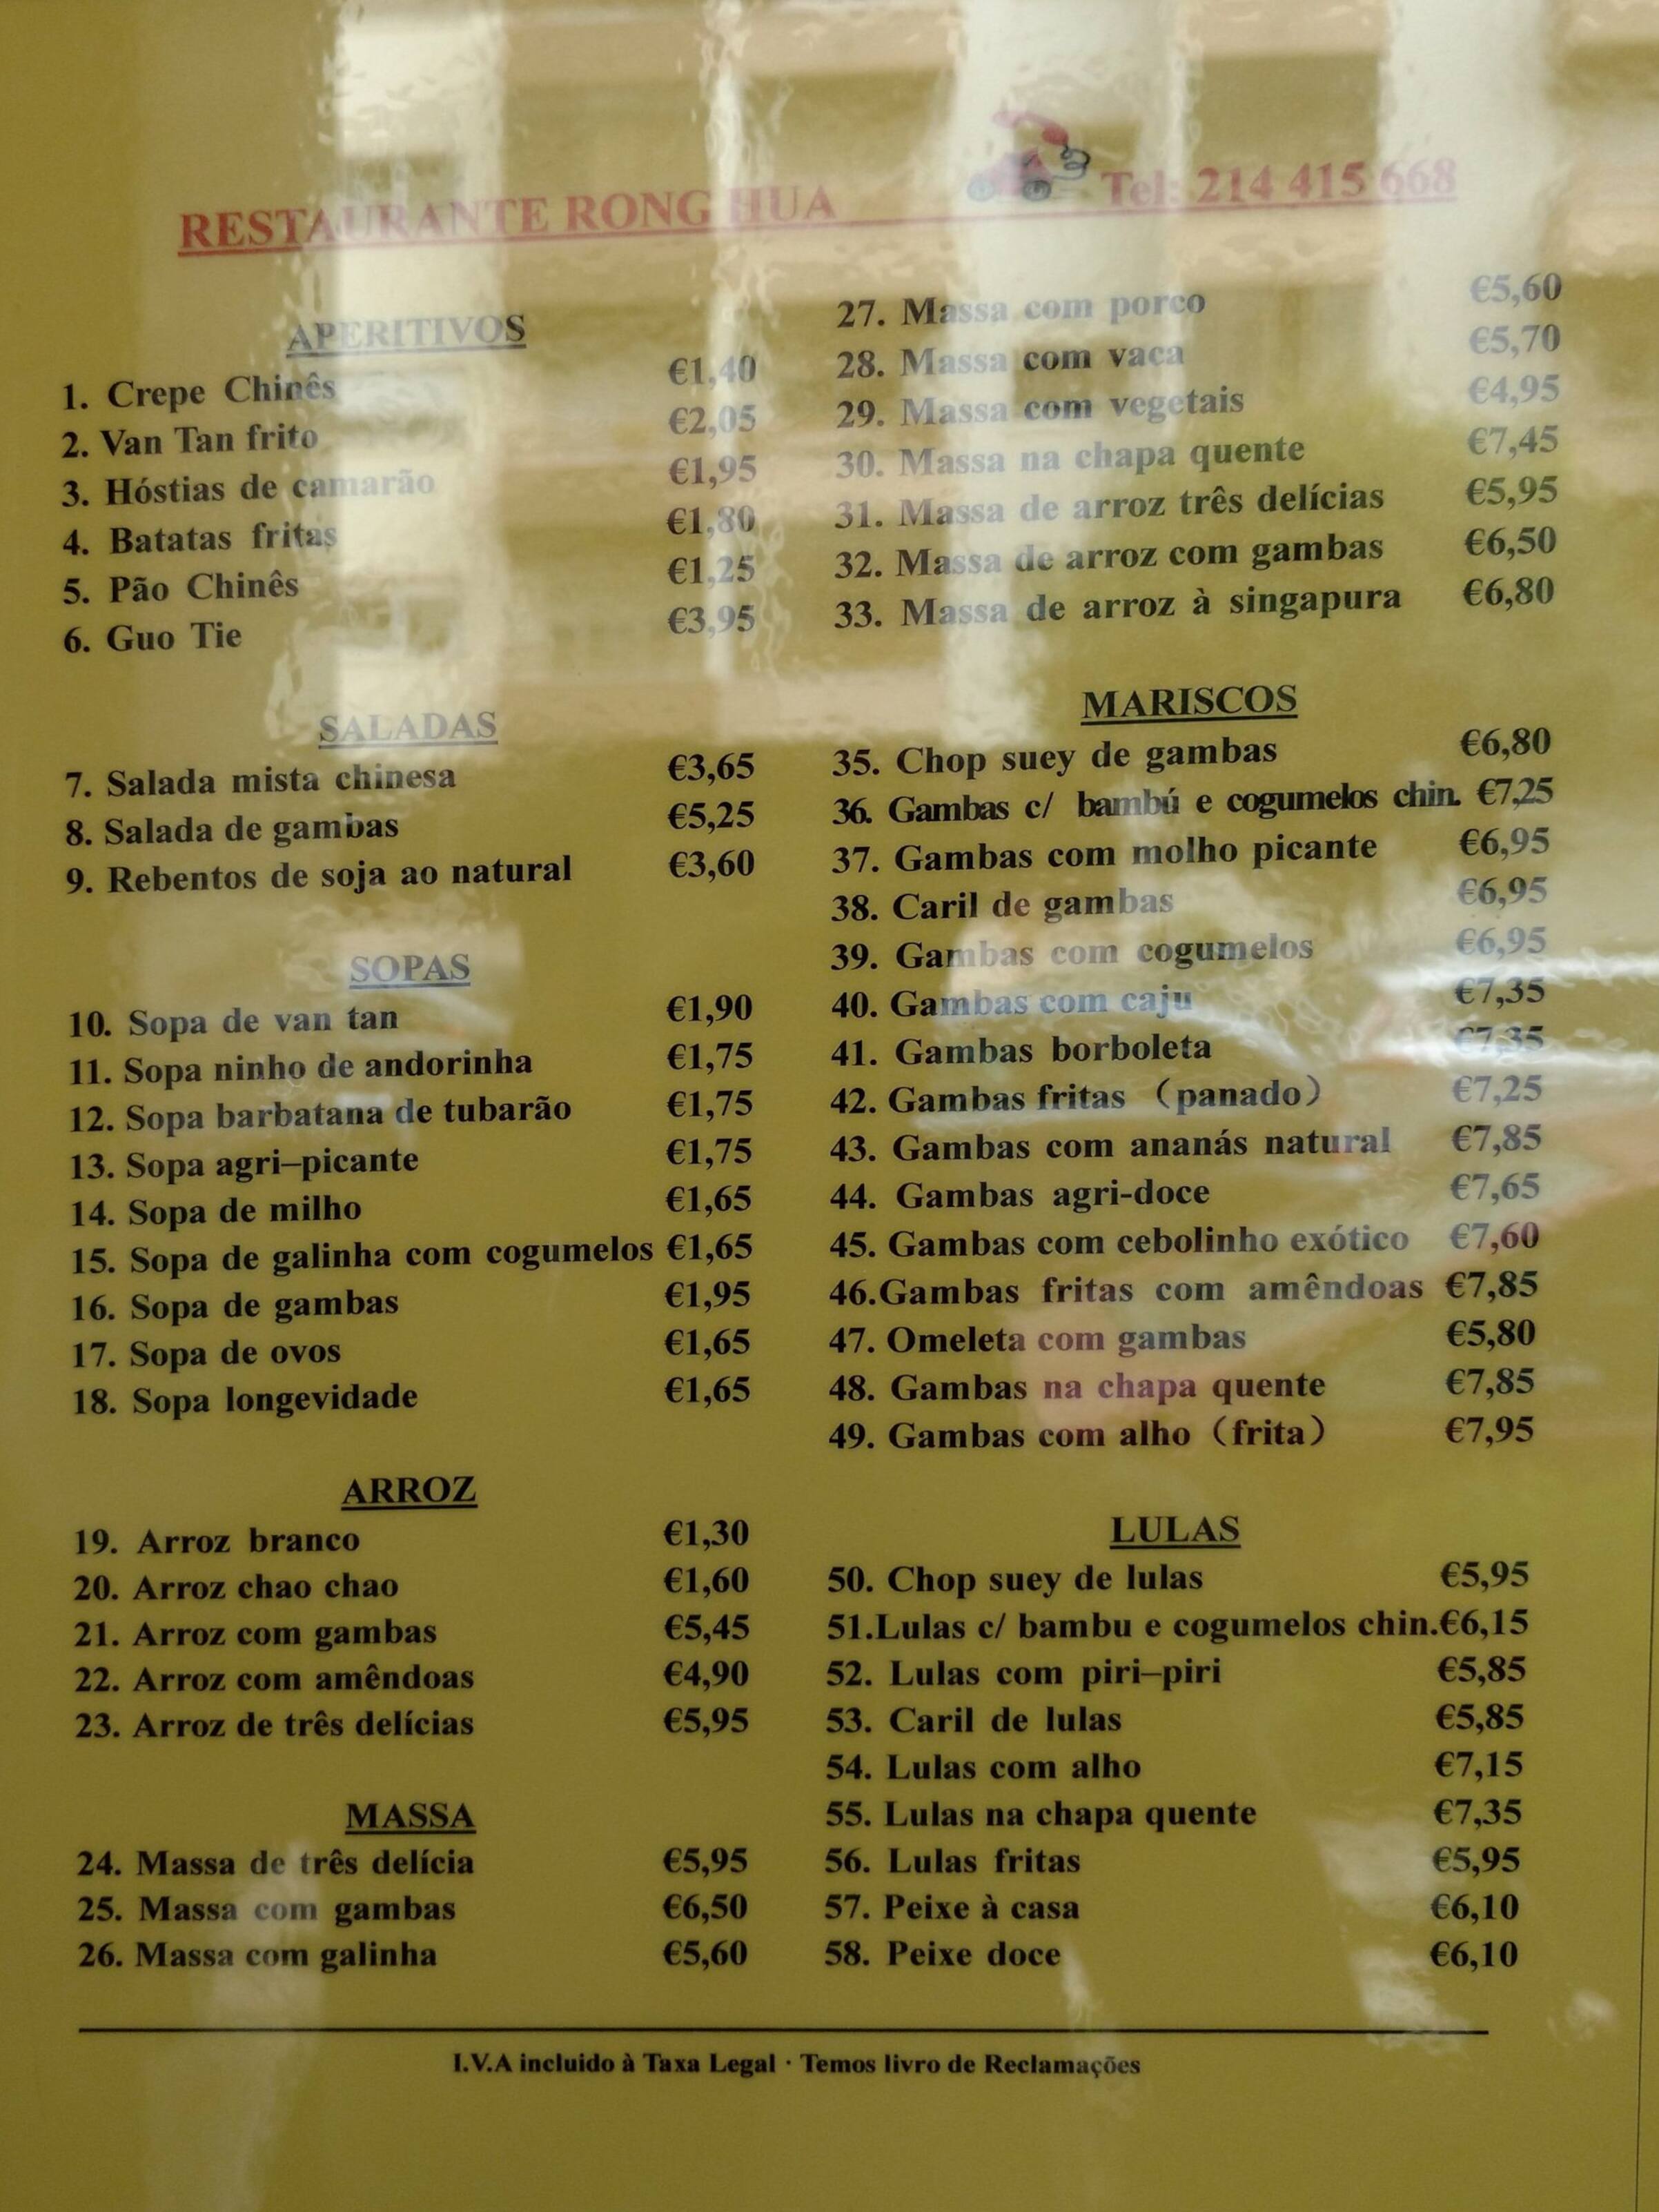 RESTAURANTE RONG HUA Tel: 214 415 668
APERITIVOS
1. Crepe Chinês €1,40
2. Van Tan frito €2,05
3. Hóstias de camarão €1,95
4. Batatas fritas €1,80
5. Pão Chinês €1,25
6. Guo Tie €3,95
SALADAS
7. Salada mista chinesa €3,65
8. Salada de gambas €5,25
9. Rebentos de soja ao natural €3,60
SOPAS
10. Sopa de van tan €1,90
11. Sopa ninho de andorinha €1,75
12. Sopa barbatana de tubarão €1,75
13. Sopa agri–picante €1,75
14. Sopa de milho €1,65
15. Sopa de galinha com cogumelos €1,65
16. Sopa de gambas €1,95
17. Sopa de ovos €1,65
18. Sopa longevidade €1,65
ARROZ
19. Arroz branco €1,30
20. Arroz chao chao €1,60
21. Arroz com gambas €5,45
22. Arroz com amêndoas €4,90
23. Arroz de três delícias €5,95
MASSA
24. Massa de três delícia €5,95
25. Massa com gambas €6,50
26. Massa com galinha €5,60
27. Massa com porco €5,60
28. Massa com vaca €5,70
29. Massa com vegetais €4,95
30. Massa na chapa quente €7,45
31. Massa de arroz três delícias €5,95
32. Massa de arroz com gambas €6,50
33. Massa de arroz à singapura €6,80
MARISCOS
35. Chop suey de gambas €6,80
36. Gambas c/ bambú e cogumelos chin. €7,25
37. Gambas com molho picante €6,95
38. Caril de gambas €6,95
39. Gambas com cogumelos €6,95
40. Gambas com caju €7,35
41. Gambas borboleta €7,35
42. Gambas fritas （panado） €7,25
43. Gambas com ananás natural €7,85
44. Gambas agri-doce €7,65
45. Gambas com cebolinho exótico €7,60
46.Gambas fritas com amêndoas €7,85
47. Omeleta com gambas €5,80
48. Gambas na chapa quente €7,85
49. Gambas com alho （frita） €7,95
LULAS
50. Chop suey de lulas €5,95
51.Lulas c/ bambu e cogumelos chin.€6,15
52. Lulas com piri–piri €5,85
53. Caril de lulas €5,85
54. Lulas com alho €7,15
55. Lulas na chapa quente €7,35
56. Lulas fritas €5,95
57. Peixe à casa €6,10
58. Peixe doce €6,10
I.V.A incluido à Taxa Legal · Temos livro de Reclamações